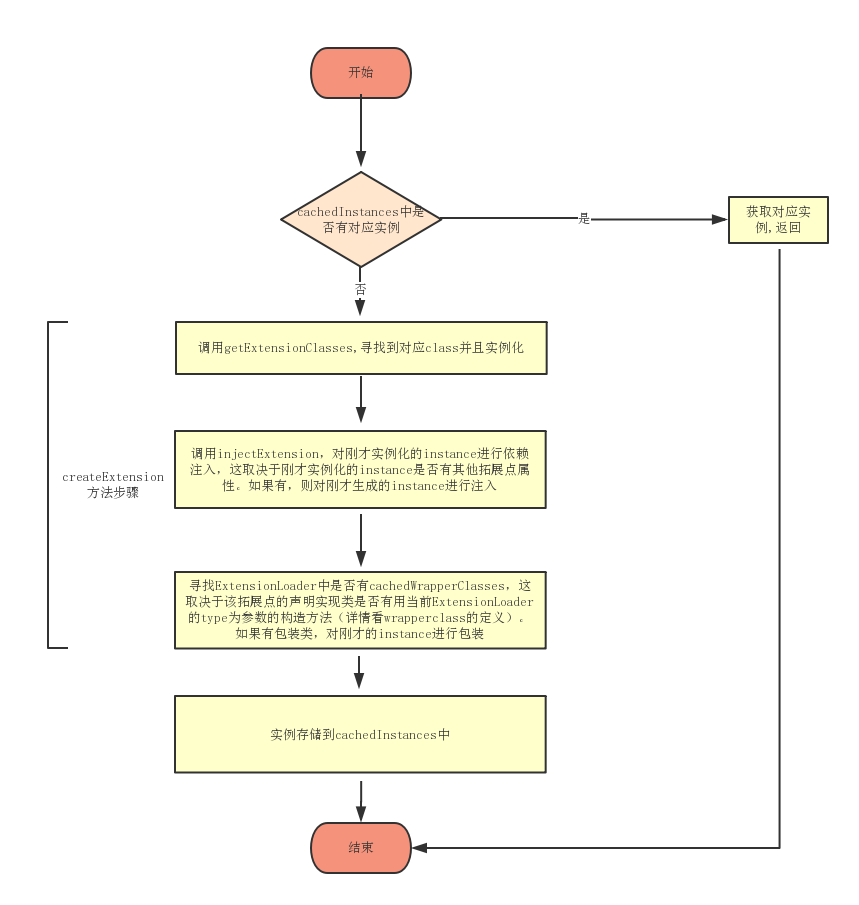 开始
cachedInstances中是
否有对应实例
是
获取对应实
例,返回
否
调用getExtensionClasses,寻找到对应class并且实例化
调用injectExtension，对刚才实例化的instance进行依赖
注入，这取决于刚才实例化的instance是否有其他拓展点属
性。如果有，则对刚才生成的instance进行注入
createExtension
方法步骤
寻找ExtensionLoader中是否有cachedWrapperClasses，这
取决于该拓展点的声明实现类是否有用当前ExtensionLoader
的type为参数的构造方法（详情看wrapperclass的定义）。
如果有包装类，对刚才的instance进行包装
实例存储到cachedInstances中
结束